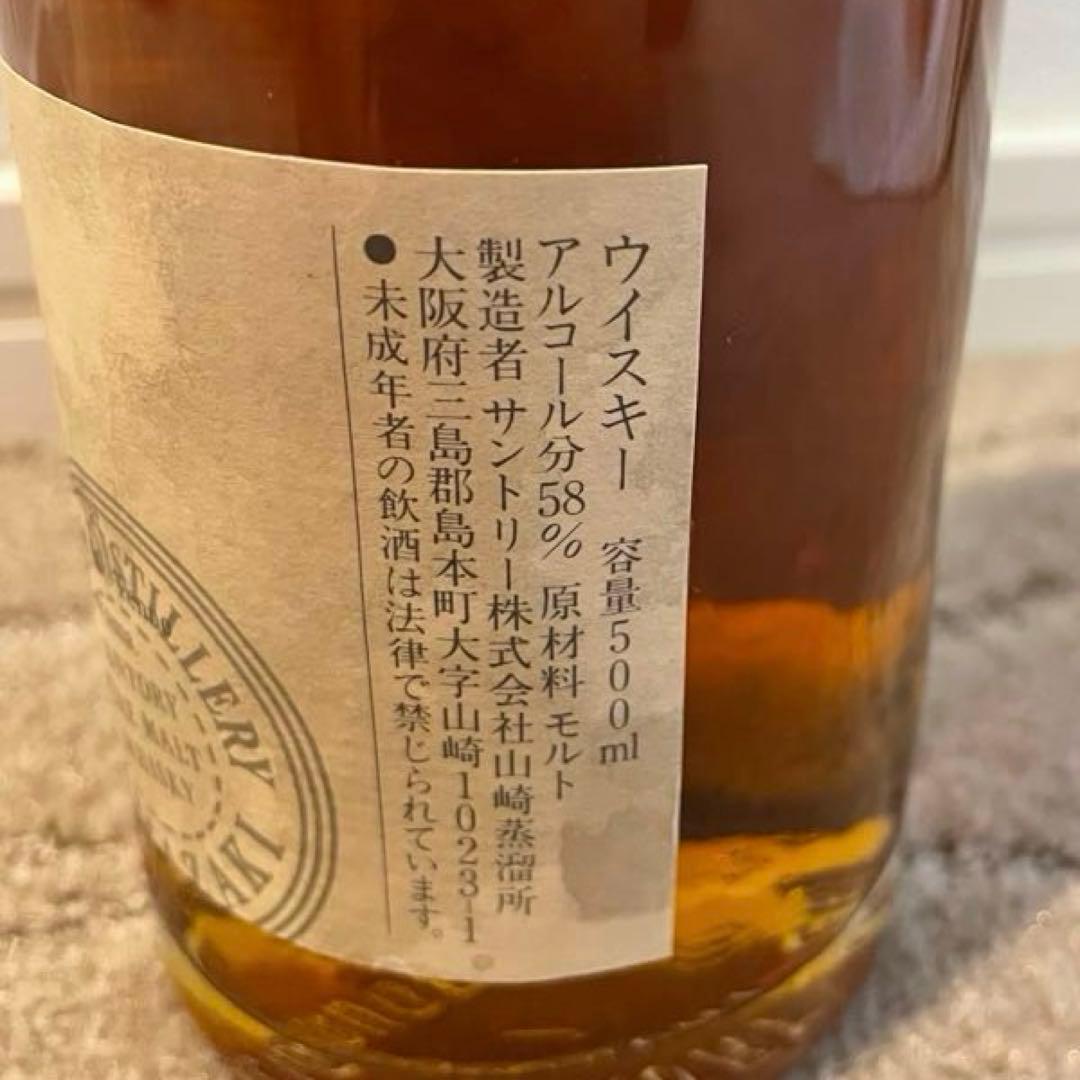 ウイスキー 容量500ml
アルコール分58% 原材料 モルト
製造者 サントリー株式会社山崎蒸溜所
大阪府三島郡島本町大字山崎1023-1
●未成年者の飲酒は法律で禁じられています。
DISTILLERY
MALT